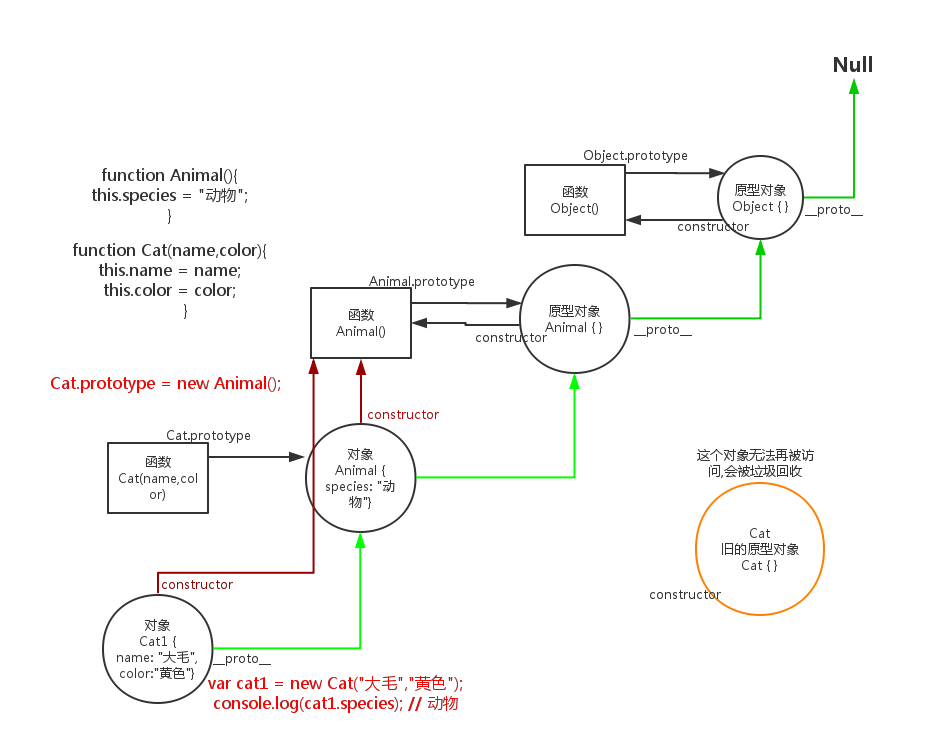 Null
Object.prototype
函数
Object()
原型对象
Object { }
__proto__
constructor
function Animal(){
this.species = "动物";
}
function Cat(name,color){
this.name = name;
this.color = color;
}
Animal.prototype
函数
Animal()
原型对象
Animal { }
__proto__
constructor
Cat.prototype = new Animal();
constructor
Cat.prototype
函数
Cat(name,col
or)
对象
Animal {
species: "动
物"}
这个对象无法再被访
问,会被垃圾回收
Cat
旧的原型对象
Cat { }
constructor
constructor
对象
Cat1 {
name: "大毛",
color:"黄色"}
__proto__
var cat1 = new Cat("大毛","黄色");
console.log(cat1.species); // 动物